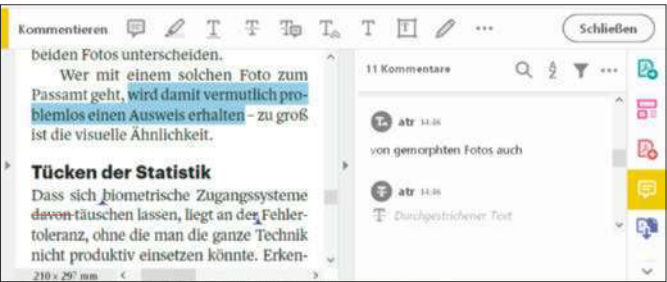 Kommentieren
Schließen
beiden Fotos unterscheiden.
Wer mit einem solchen Foto zum
Passamt geht, wird damit vermutlich pro-
blemlos einen Ausweis erhalten – zu groß
ist die visuelle Ähnlichkeit.
Tücken der Statistik
Dass sich biometrische Zugangssysteme
davon täuschen lassen, liegt an der Fehler-
toleranz, ohne die man die ganze Technik
nicht produktiv einsetzen könnte. Erken-
210 x 297 mm
11 Kommentare
atr 14:46
von gemorphten Fotos auch
atr 14:46
Durchgestrichener Text